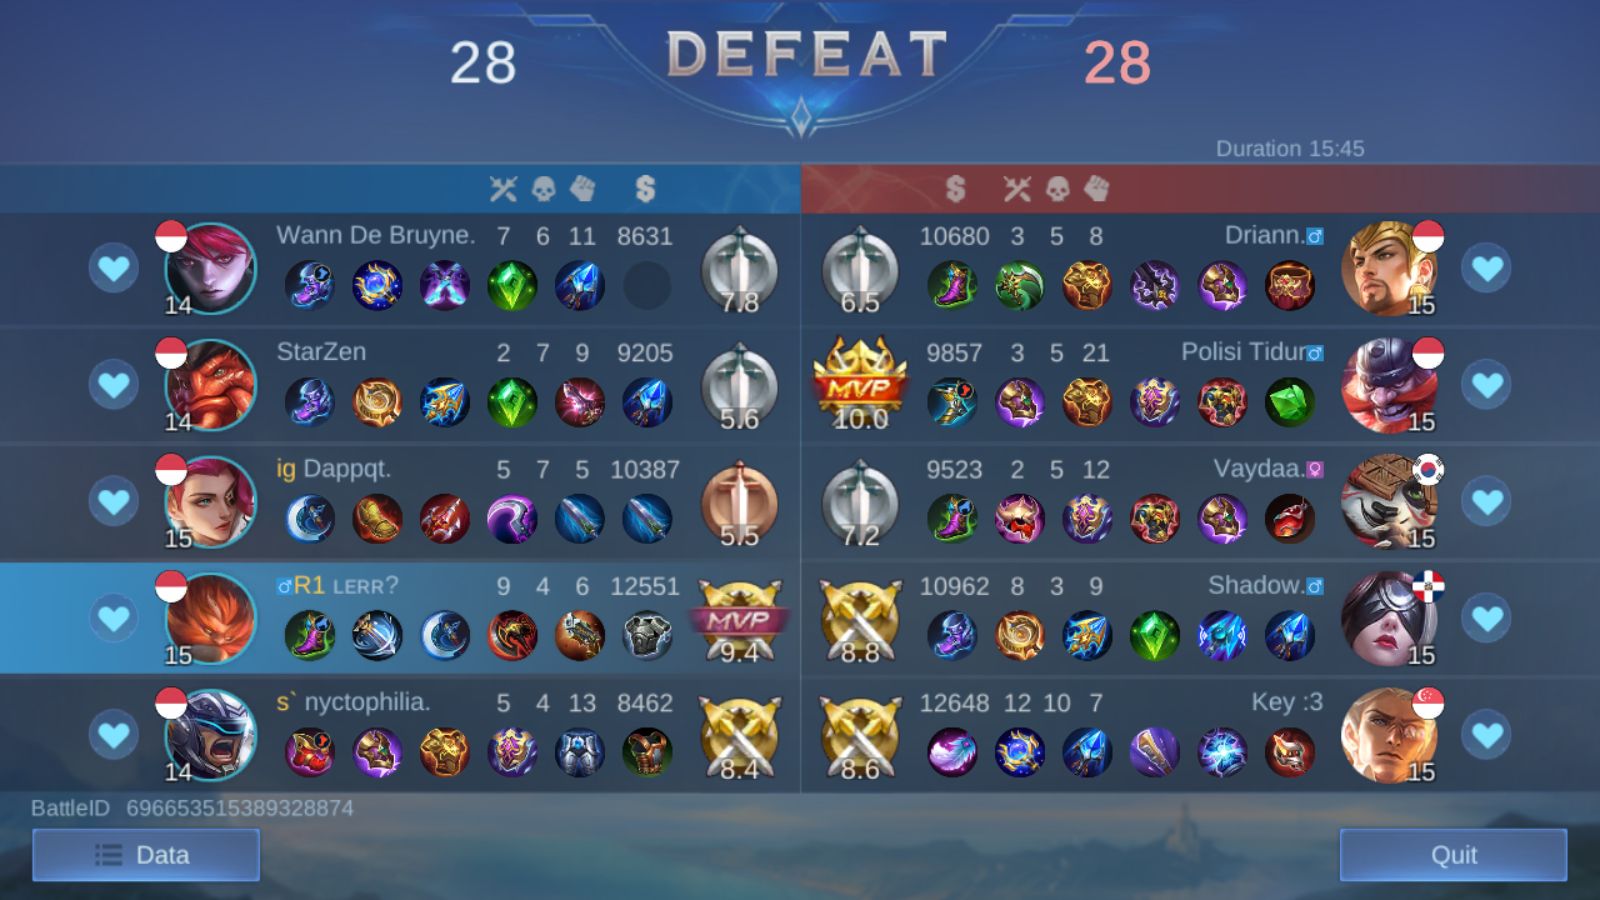 28 DEFEAT 28
Duration 15:45
Wann De Bruyne. 7 6 11 8631
14 7.8
10680 3 5 8 Driann.♂
6.5 15
StarZen 2 7 9 9205
14 5.6
9857 3 5 21 Polisi Tidur♂
MVP
10.0 15
ig Dappqt. 5 7 5 10387
15 5.5
9523 2 5 12 Vaydaa.♀
7.2 15
♂R1 ʟᴇʀʀ? 9 4 6 12551
MVP
15 9.4
10962 8 3 9 Shadow.♂
8.8 15
s` nyctophilia. 5 4 13 8462
14 8.4
12648 12 10 7 Key :3
8.6 15
BattleID 696653515389328874
Data
Quit